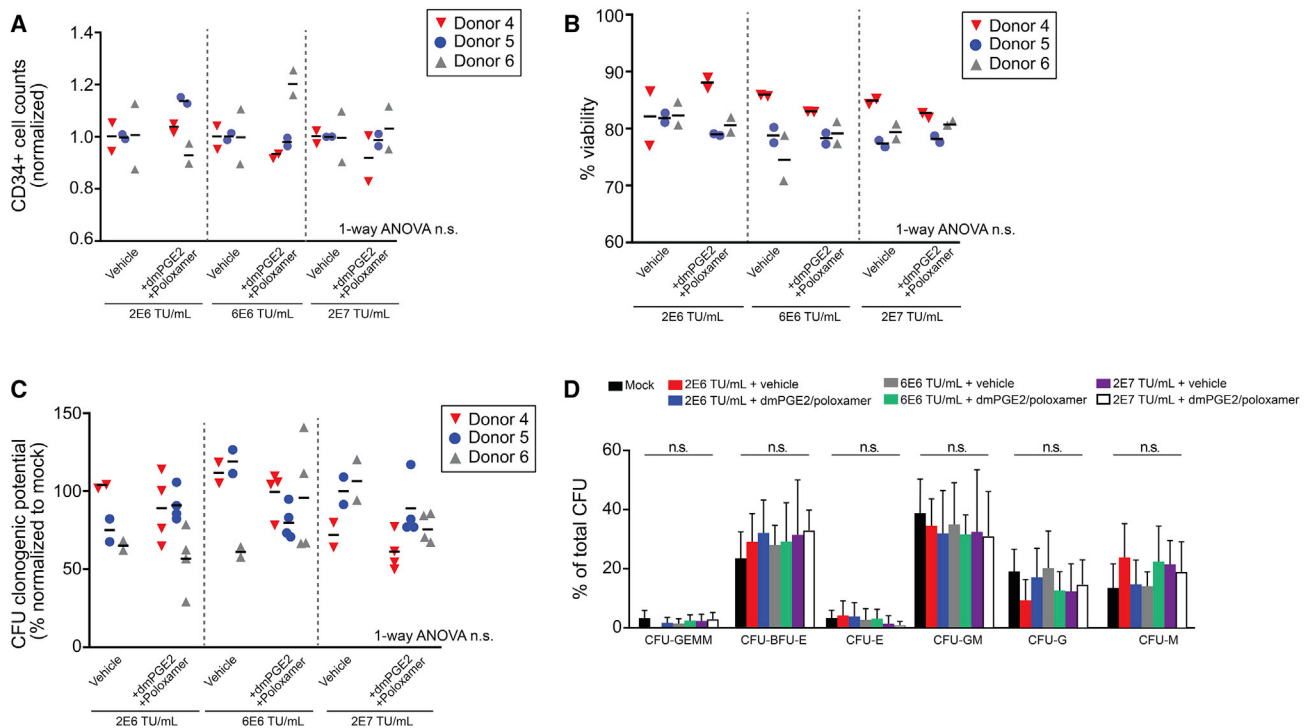 A
CD34+ cell counts
(normalized)
1.4
1.2
1.0
0.8
0.6
Donor 4
Donor 5
Donor 6
1-way ANOVA n.s.
Vehicle
+dmPGE2
+Poloxamer
Vehicle
+dmPGE2
+Poloxamer
Vehicle
+dmPGE2
+Poloxamer
2E6 TU/mL
6E6 TU/mL
2E7 TU/mL
B
% viability
100
90
80
70
60
Donor 4
Donor 5
Donor 6
1-way ANOVA n.s.
Vehicle
+dmPGE2
+Poloxamer
Vehicle
+dmPGE2
+Poloxamer
Vehicle
+dmPGE2
+Poloxamer
2E6 TU/mL
6E6 TU/mL
2E7 TU/mL
C
CFU clonogenic potential
(% normalized to mock)
150
100
50
0
Donor 4
Donor 5
Donor 6
1-way ANOVA n.s.
Vehicle
+dmPGE2
+Poloxamer
Vehicle
+dmPGE2
+Poloxamer
Vehicle
+dmPGE2
+Poloxamer
2E6 TU/mL
6E6 TU/mL
2E7 TU/mL
D
Mock
2E6 TU/mL + vehicle
6E6 TU/mL + vehicle
2E7 TU/mL + vehicle
2E6 TU/mL + dmPGE2/poloxamer
6E6 TU/mL + dmPGE2/poloxamer
2E7 TU/mL + dmPGE2/poloxamer
% of total CFU
60
40
20
0
n.s.
n.s.
n.s.
n.s.
n.s.
n.s.
CFU-GEMM
CFU-BFU-E
CFU-E
CFU-GM
CFU-G
CFU-M